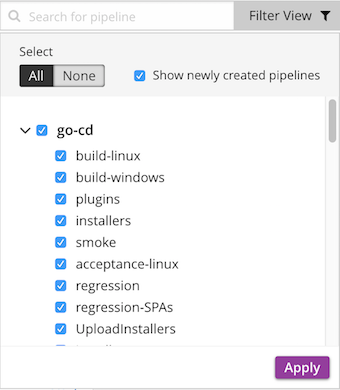 Search for pipeline
Filter View
Select
All None
Show newly created pipelines
go-cd
build-linux
build-windows
plugins
installers
smoke
acceptance-linux
regression
regression-SPAs
UploadInstallers
Apply